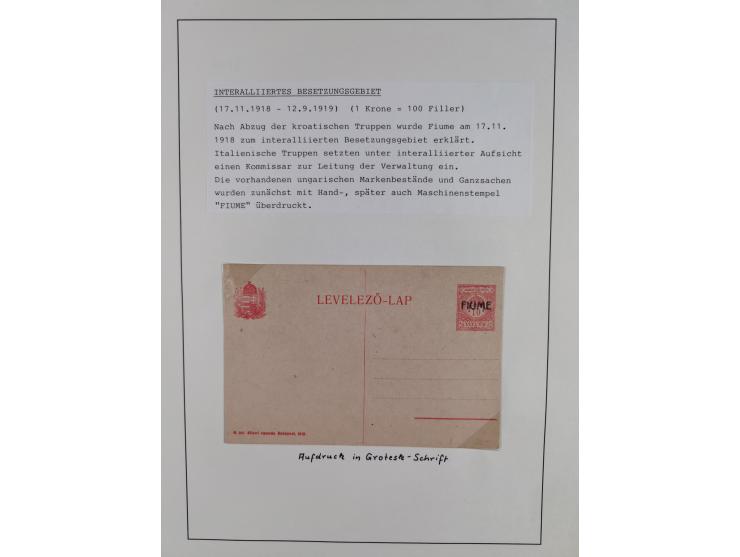 INTERALLIIERTES BESETZUNGSGEBIET
(17.11.1918 - 12.9.1919) (1 Krone = 100 Filler)
Nach Abzug der kroatischen Truppen wurde Fiume am 17.11.
1918 zum interalliierten Besetzungsgebiet erklärt.
Italienische Truppen setzten unter interalliierter Aufsicht
einen Kommissar zur Leitung der Verwaltung ein.
Die vorhandenen ungarischen Markenbestände und Ganzsachen
wurden zunächst mit Hand-, später auch Maschinenstempel
"FIUME" überdruckt.
LEVELEZŐ-LAP
FIUME
10
Aufdruck in Grotesk-Schrift